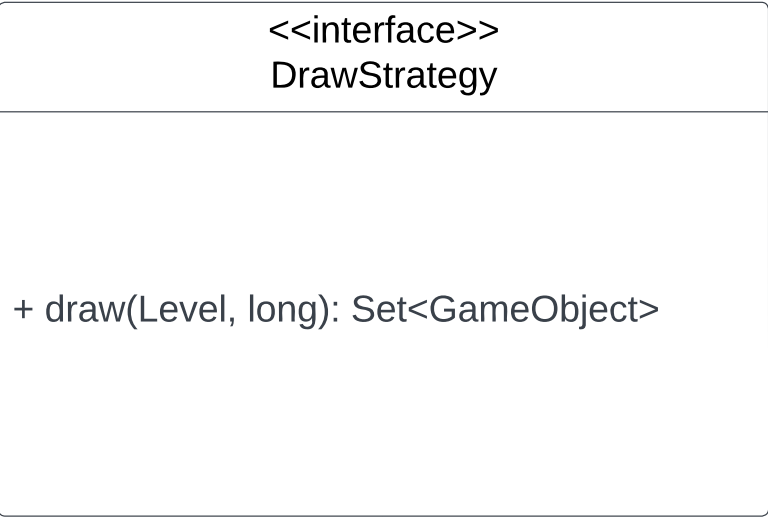 <<interface>>
DrawStrategy
+ draw(Level, long): Set<GameObject>